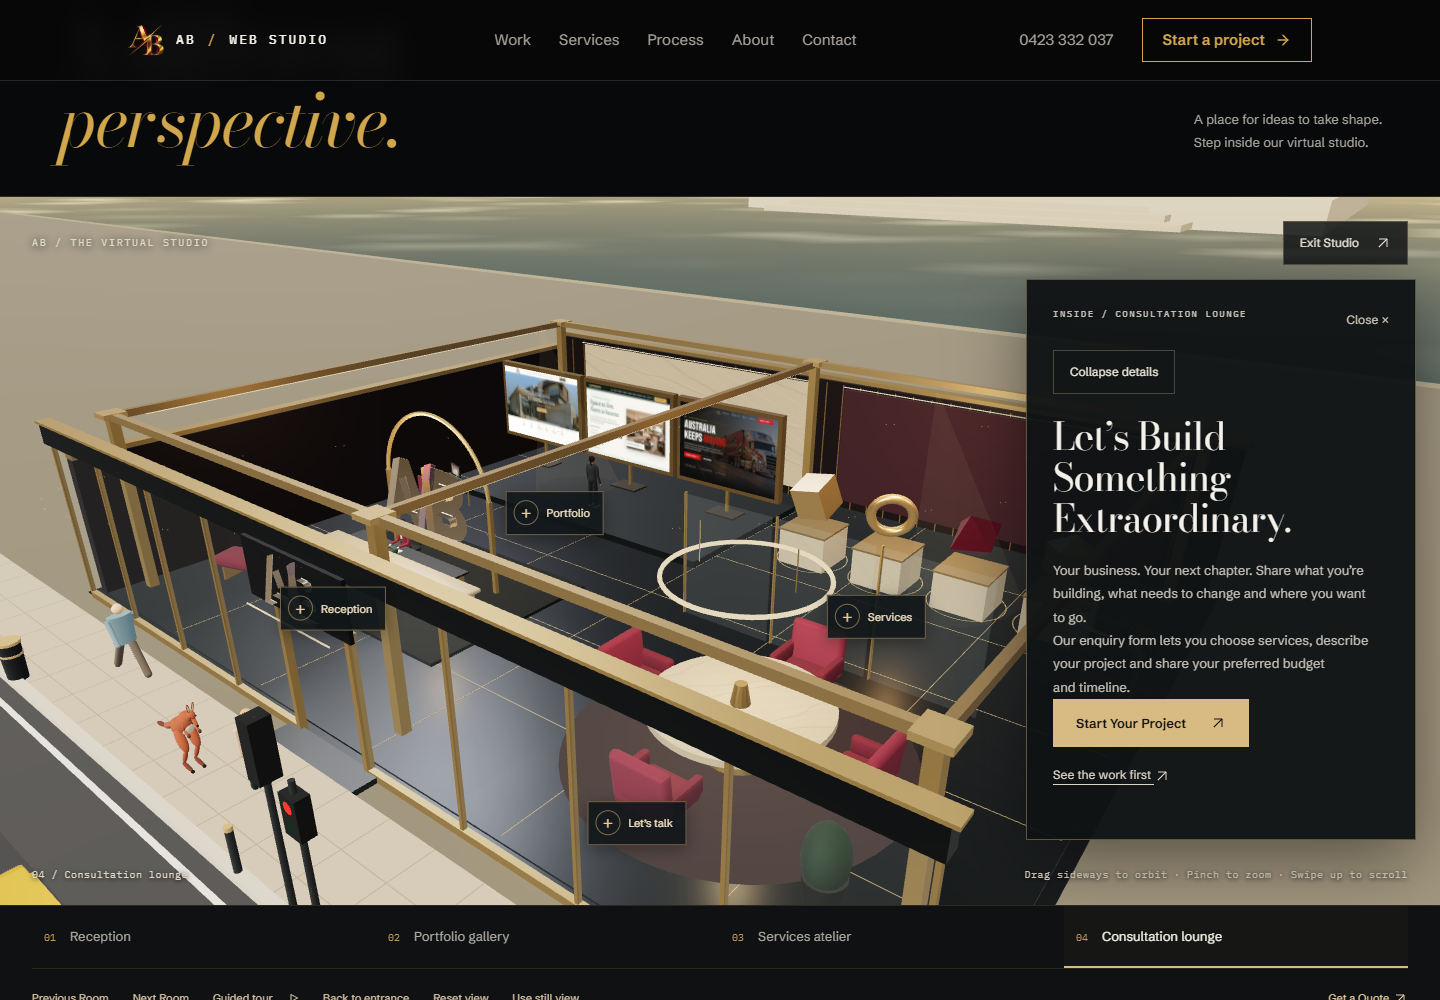 AB / WEB STUDIO
Work
Services
Process
About
Contact
0423 332 037
Start a project →
perspective.
A place for ideas to take shape.
Step inside our virtual studio.
AB / THE VIRTUAL STUDIO
Exit Studio
INSIDE / CONSULTATION LOUNGE
Close ×
Collapse details
Let’s Build
Something
Extraordinary.
Your business. Your next chapter. Share what you’re
building, what needs to change and where you want
to go.
Our enquiry form lets you choose services, describe
your project and share your preferred budget
and timeline.
Start Your Project
See the work first
AUSTRALIA
KEEPS MOVING
+ Portfolio
+ Reception
+ Services
+ Let’s talk
04 / Consultation lounge
Drag sideways to orbit · Pinch to zoom · Swipe up to scroll
01 Reception
02 Portfolio gallery
03 Services atelier
04 Consultation lounge
Previous Room
Next Room
Guided tour
Back to entrance
Reset view
Use still view
Get a Quote